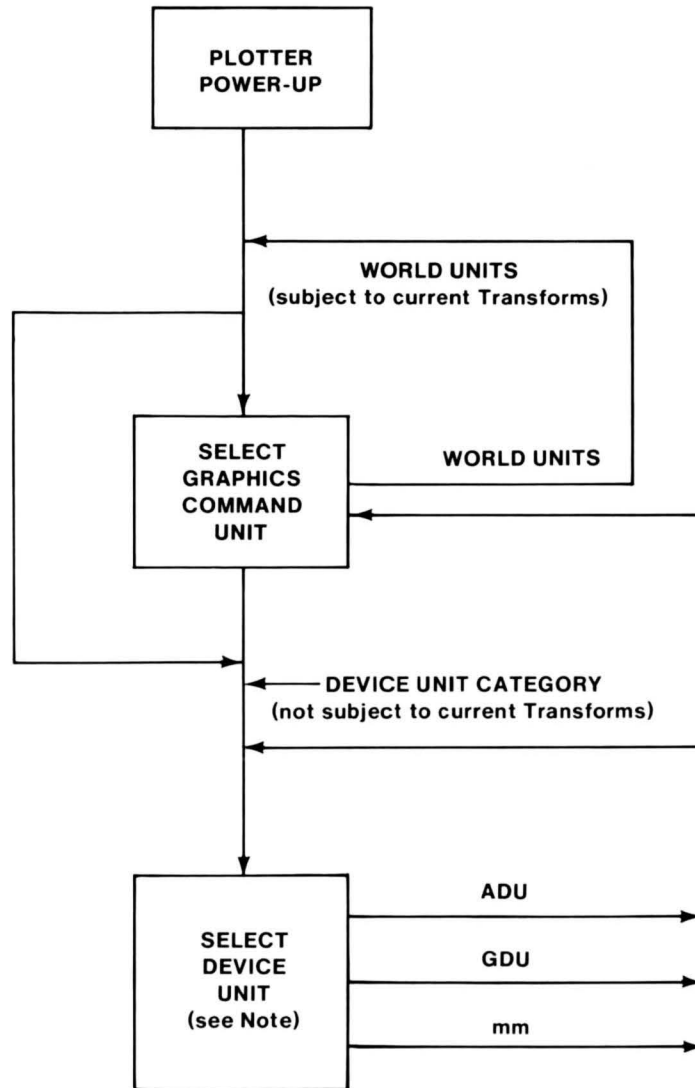 PLOTTER
POWER-UP
WORLD UNITS
(subject to current Transforms)
SELECT
GRAPHICS
COMMAND
UNIT
WORLD UNITS
DEVICE UNIT CATEGORY
(not subject to current Transforms)
SELECT
DEVICE
UNIT
(see Note)
ADU
GDU
mm